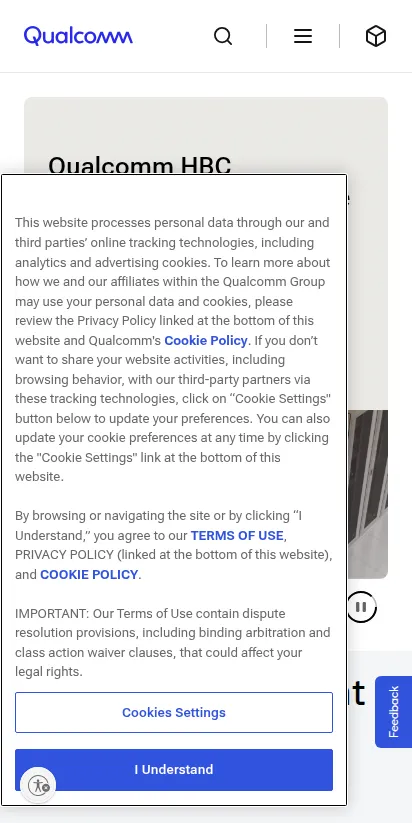 Qualcomm
Qualcomm HBC
This website processes personal data through our and
third parties’ online tracking technologies, including
analytics and advertising cookies. To learn more about
how we and our affiliates within the Qualcomm Group
may use your personal data and cookies, please
review the Privacy Policy linked at the bottom of this
website and Qualcomm's Cookie Policy. If you don’t
want to share your website activities, including
browsing behavior, with our third-party partners via
these tracking technologies, click on “Cookie Settings"
button below to update your preferences. You can also
update your cookie preferences at any time by clicking
the "Cookie Settings" link at the bottom of this
website.
By browsing or navigating the site or by clicking “I
Understand,” you agree to our TERMS OF USE,
PRIVACY POLICY (linked at the bottom of this website),
and COOKIE POLICY.
IMPORTANT: Our Terms of Use contain dispute
resolution provisions, including binding arbitration and
class action waiver clauses, that could affect your
legal rights.
Cookies Settings
I Understand
Feedback